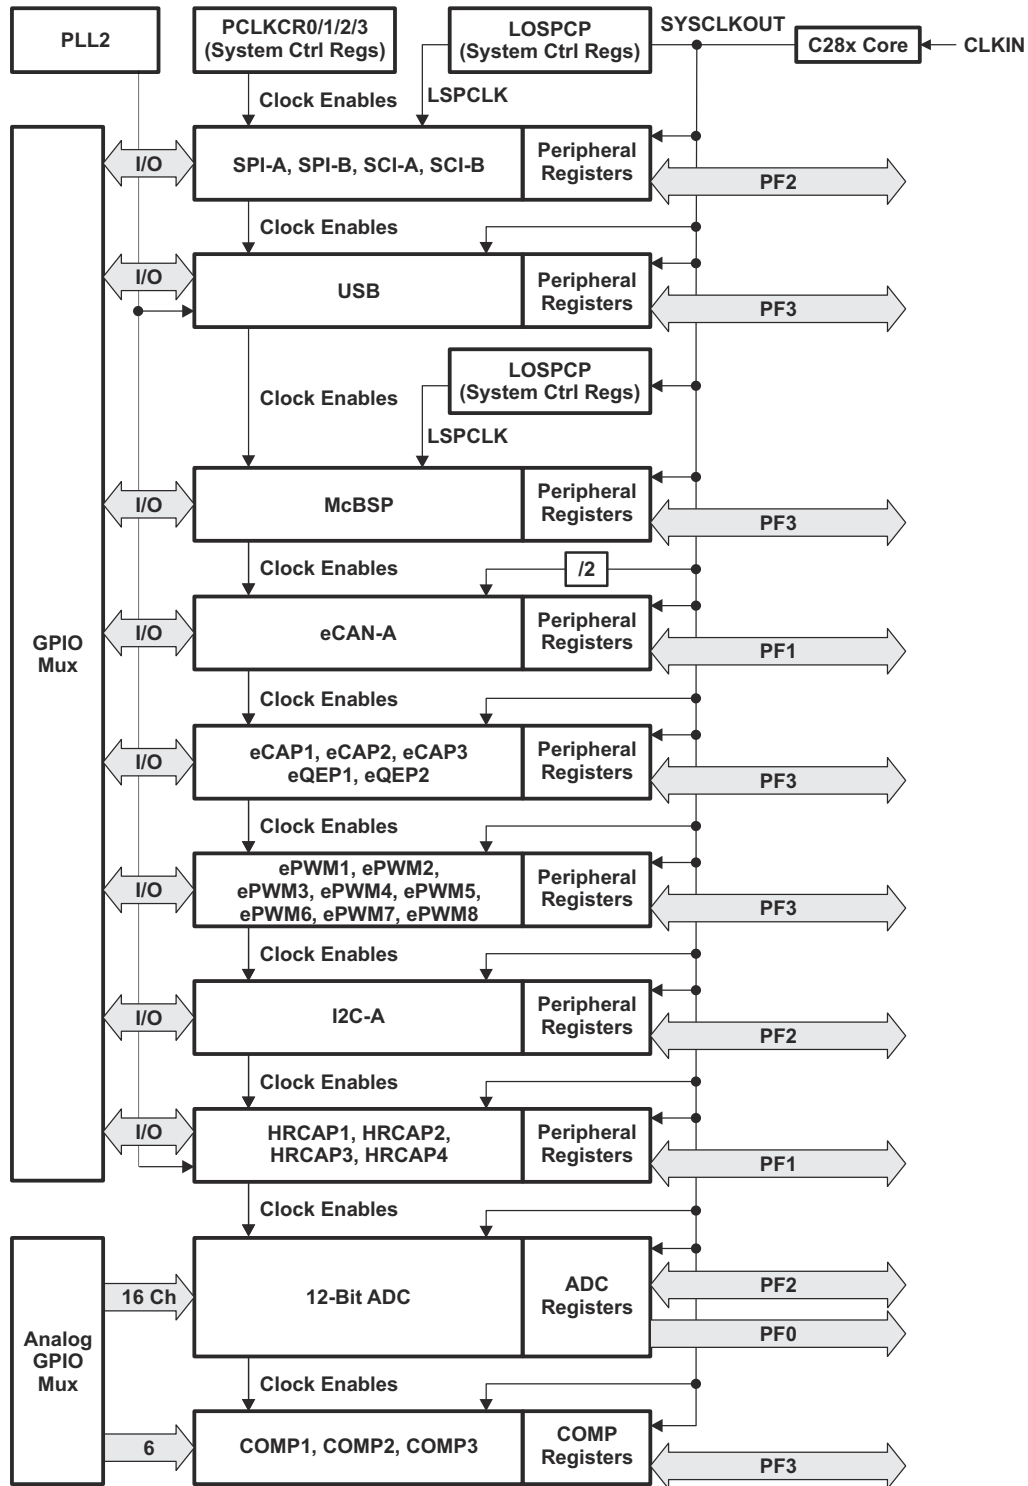 PLL2
PCLKCR0/1/2/3
(System Ctrl Regs)
LOSPCP
(System Ctrl Regs)
SYSCLKOUT
C28x Core
CLKIN
Clock Enables
LSPCLK
I/O
SPI-A, SPI-B, SCI-A, SCI-B
Peripheral
Registers
PF2
Clock Enables
I/O
USB
Peripheral
Registers
PF3
LOSPCP
(System Ctrl Regs)
Clock Enables
LSPCLK
I/O
McBSP
Peripheral
Registers
PF3
Clock Enables
/2
GPIO
Mux
I/O
eCAN-A
Peripheral
Registers
PF1
Clock Enables
I/O
eCAP1, eCAP2, eCAP3
eQEP1, eQEP2
Peripheral
Registers
PF3
Clock Enables
I/O
ePWM1, ePWM2,
ePWM3, ePWM4, ePWM5,
ePWM6, ePWM7, ePWM8
Peripheral
Registers
PF3
Clock Enables
I/O
I2C-A
Peripheral
Registers
PF2
Clock Enables
I/O
HRCAP1, HRCAP2,
HRCAP3, HRCAP4
Peripheral
Registers
PF1
Clock Enables
Analog
GPIO
Mux
16 Ch
12-Bit ADC
ADC
Registers
PF2
PF0
Clock Enables
6
COMP1, COMP2, COMP3
COMP
Registers
PF3